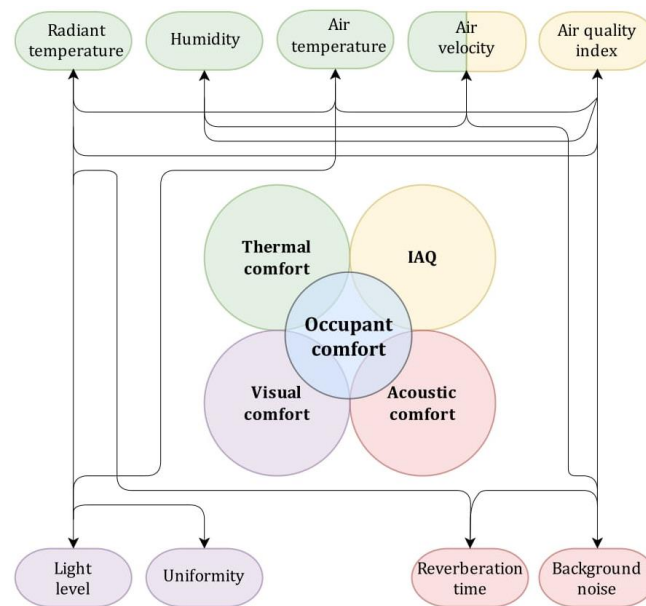 Radiant
temperature
Humidity
Air
temperature
Air
velocity
Air quality
index
Thermal
comfort
IAQ
Occupant
comfort
Visual
comfort
Acoustic
comfort
Light
level
Uniformity
Reverberation
time
Background
noise